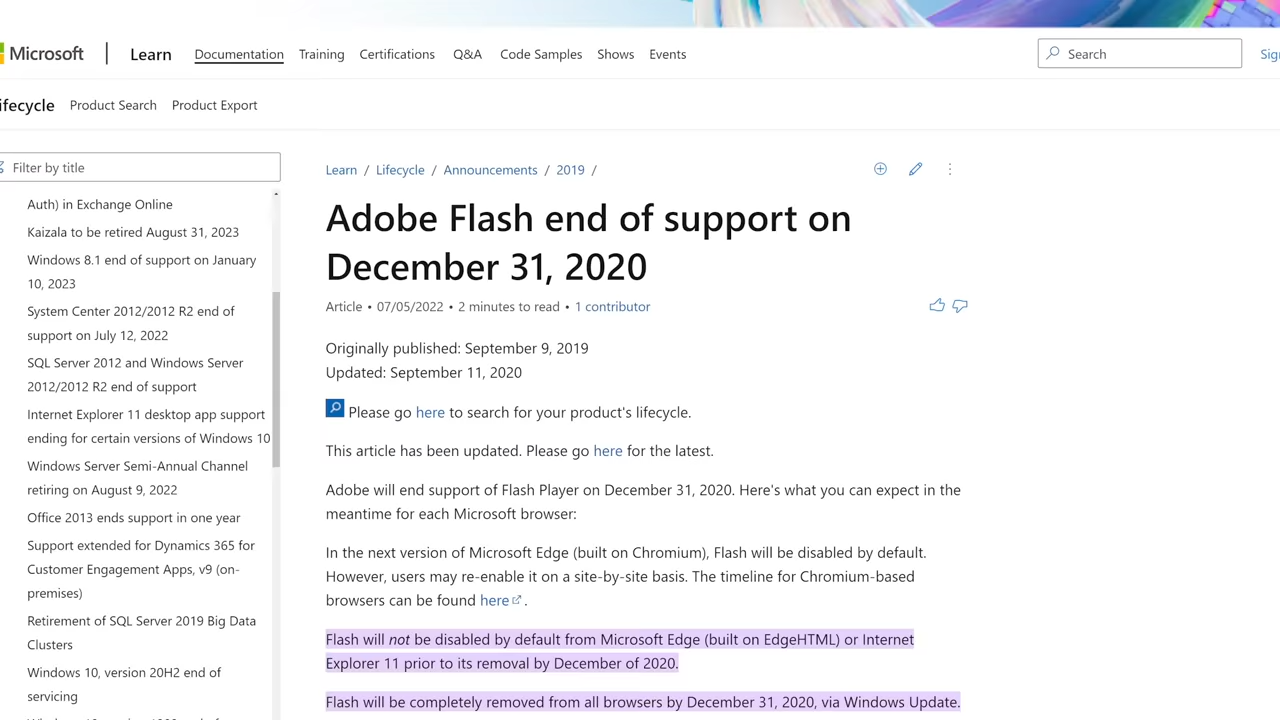 Microsoft
Learn
Documentation
Training
Certifications
Q&A
Code Samples
Shows
Events
Search
Sig
ifecycle
Product Search
Product Export
Filter by title
Auth) in Exchange Online
Kaizala to be retired August 31, 2023
Windows 8.1 end of support on January
10, 2023
System Center 2012/2012 R2 end of
support on July 12, 2022
SQL Server 2012 and Windows Server
2012/2012 R2 end of support
Internet Explorer 11 desktop app support
ending for certain versions of Windows 10
Windows Server Semi-Annual Channel
retiring on August 9, 2022
Office 2013 ends support in one year
Support extended for Dynamics 365 for
Customer Engagement Apps, v9 (on-
premises)
Retirement of SQL Server 2019 Big Data
Clusters
Windows 10, version 20H2 end of
servicing
Learn / Lifecycle / Announcements / 2019 /
Adobe Flash end of support on
December 31, 2020
Article • 07/05/2022 • 2 minutes to read • 1 contributor
Originally published: September 9, 2019
Updated: September 11, 2020
Please go here to search for your product's lifecycle.
This article has been updated. Please go here for the latest.
Adobe will end support of Flash Player on December 31, 2020. Here's what you can expect in the
meantime for each Microsoft browser:
In the next version of Microsoft Edge (built on Chromium), Flash will be disabled by default.
However, users may re-enable it on a site-by-site basis. The timeline for Chromium-based
browsers can be found here.
Flash will not be disabled by default from Microsoft Edge (built on EdgeHTML) or Internet
Explorer 11 prior to its removal by December of 2020.
Flash will be completely removed from all browsers by December 31, 2020, via Windows Update.